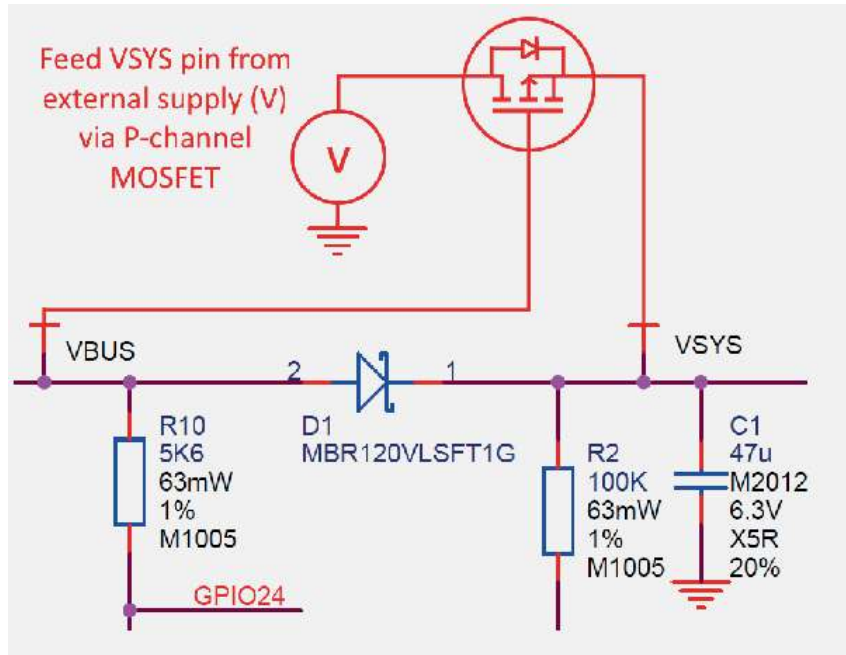 Feed VSYS pin from
external supply (V)
via P-channel
MOSFET
V
VBUS
VSYS
2
1
R10
5K6
63mW
1%
M1005
D1
MBR120VLSFT1G
R2
100K
63mW
1%
M1005
C1
47u
M2012
6.3V
X5R
20%
GPIO24